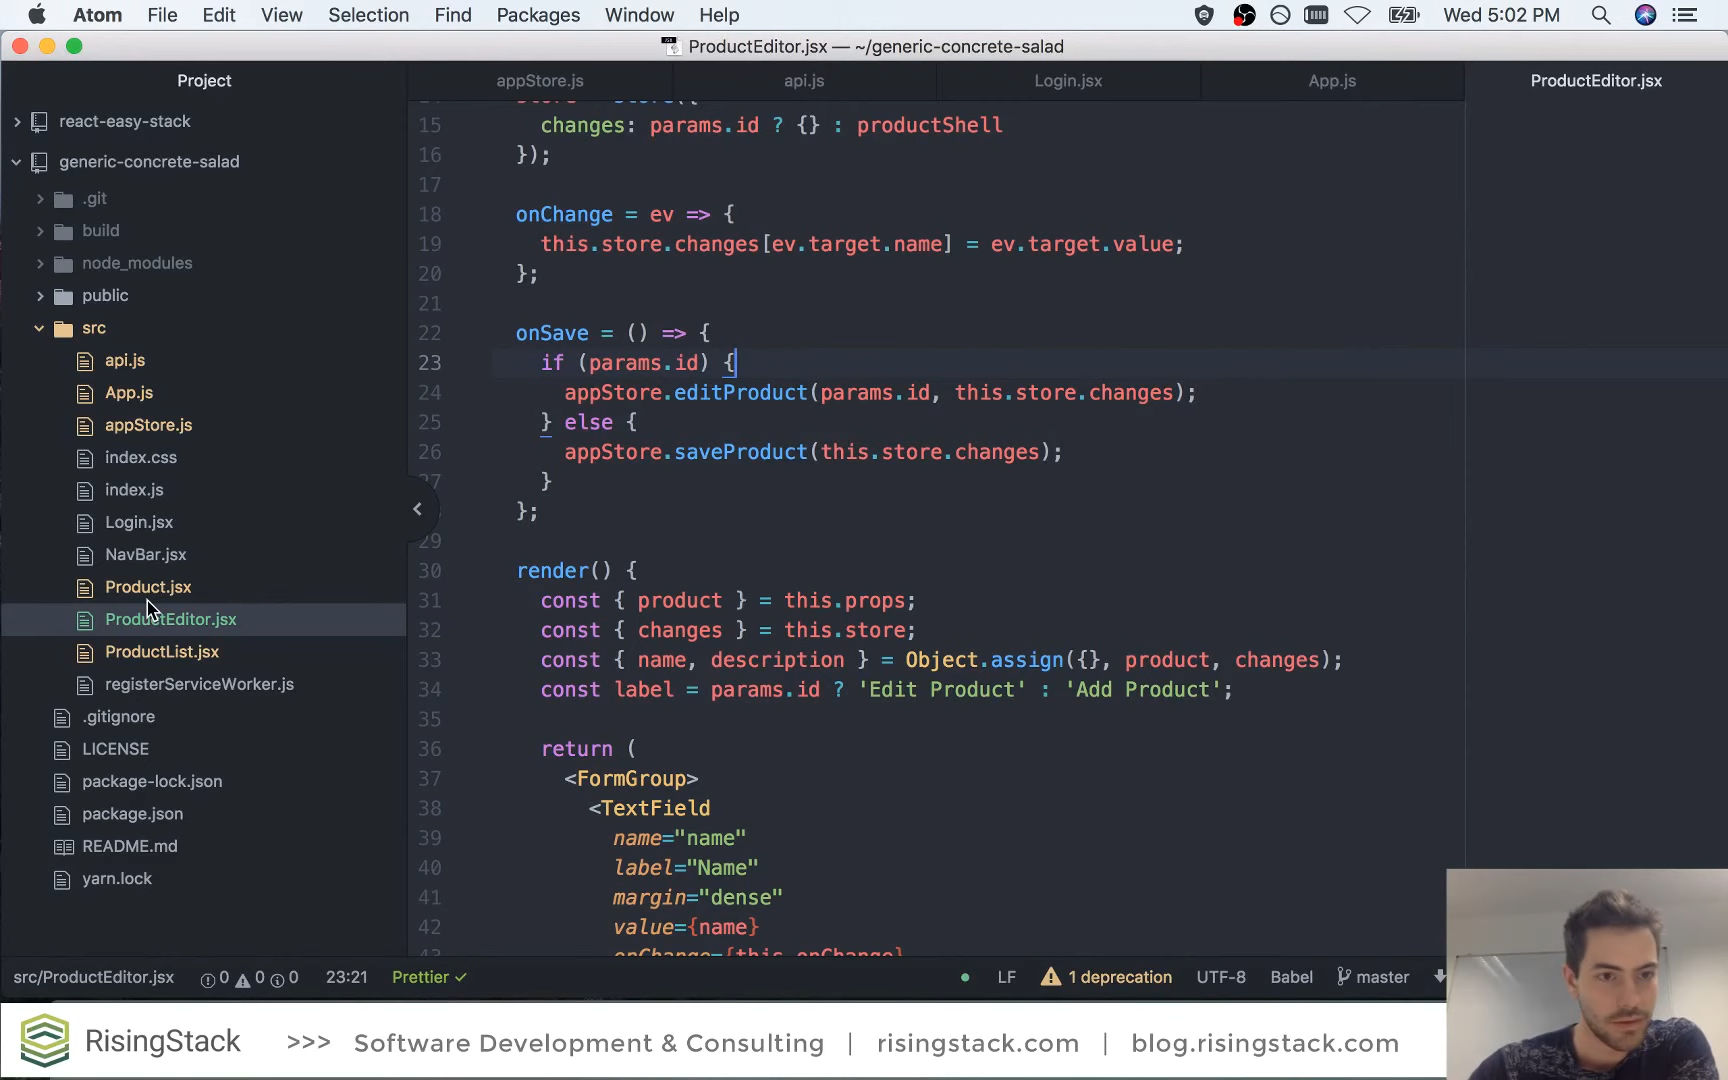 Atom File Edit View Selection Find Packages Window Help Wed 5:02 PM
ProductEditor.jsx — ~/generic-concrete-salad
Project
appStore.js api.js Login.jsx App.js ProductEditor.jsx
react-easy-stack
generic-concrete-salad
.git
build
node_modules
public
src
api.js
App.js
appStore.js
index.css
index.js
Login.jsx
NavBar.jsx
Product.jsx
ProductEditor.jsx
ProductList.jsx
registerServiceWorker.js
.gitignore
LICENSE
package-lock.json
package.json
README.md
yarn.lock
15 changes: params.id ? {} : productShell
16 });
17
18 onChange = ev => {
19 this.store.changes[ev.target.name] = ev.target.value;
20 };
21
22 onSave = () => {
23 if (params.id) {
24 appStore.editProduct(params.id, this.store.changes);
25 } else {
26 appStore.saveProduct(this.store.changes);
27 }
};
29
30 render() {
31 const { product } = this.props;
32 const { changes } = this.store;
33 const { name, description } = Object.assign({}, product, changes);
34 const label = params.id ? 'Edit Product' : 'Add Product';
35
36 return (
37 <FormGroup>
38 <TextField
39 name="name"
40 label="Name"
41 margin="dense"
42 value={name}
src/ProductEditor.jsx 0 0 0 23:21 Prettier ✓ LF 1 deprecation UTF-8 Babel master
RisingStack >>> Software Development & Consulting | risingstack.com | blog.risingstack.com